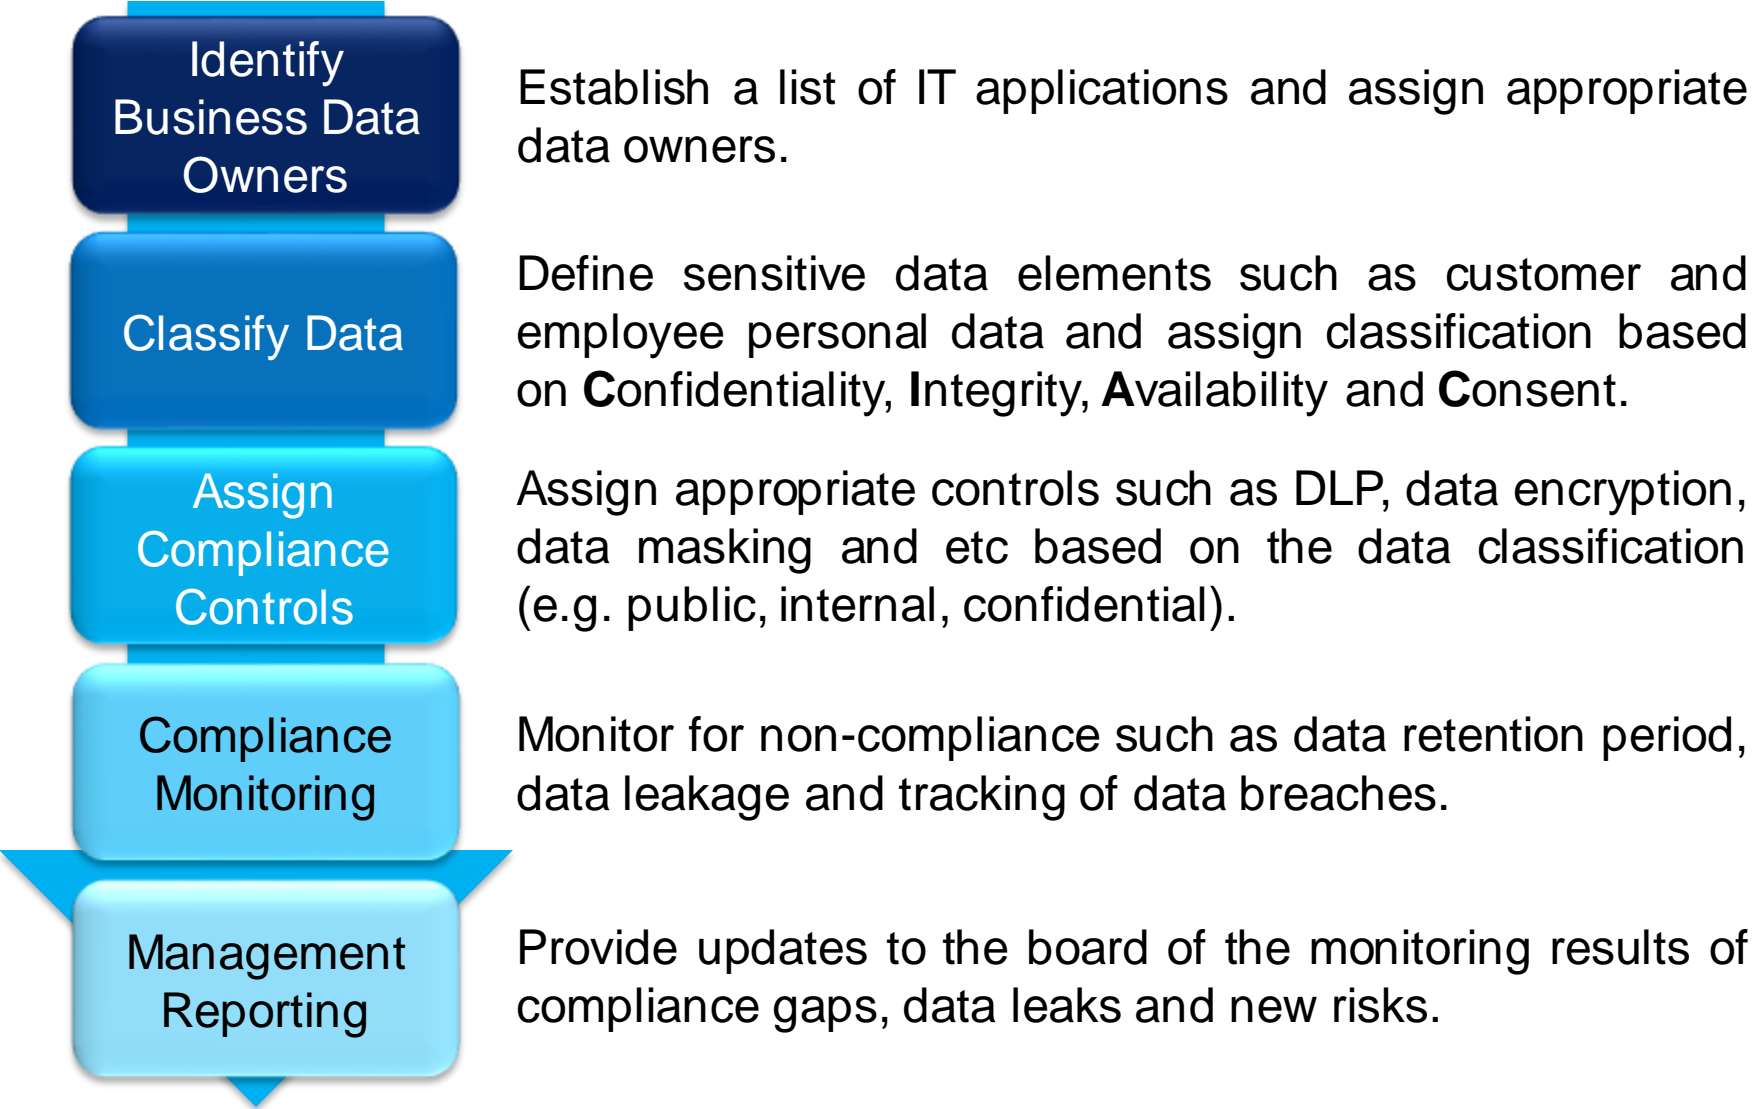 Identify
Business Data
Owners
Establish a list of IT applications and assign appropriate
data owners.
Classify Data
Define sensitive data elements such as customer and
employee personal data and assign classification based
on Confidentiality, Integrity, Availability and Consent.
Assign
Compliance
Controls
Assign appropriate controls such as DLP, data encryption,
data masking and etc based on the data classification
(e.g. public, internal, confidential).
Compliance
Monitoring
Monitor for non-compliance such as data retention period,
data leakage and tracking of data breaches.
Management
Reporting
Provide updates to the board of the monitoring results of
compliance gaps, data leaks and new risks.